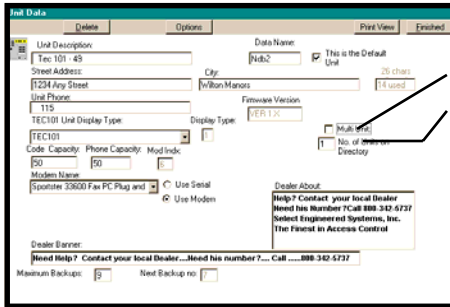 Unit Data
Delete Options Print View Finished
Unit Description: Data Name:
Tec 101 - 49 Ndb2 This is the Default Unit
Street Address: City: 26 chars
1234 Any Street Wilton Manors 14 used
Unit Phone: Firmware Version
115 VER 1.X
TEC101 Unit Display Type: Display Type: Multi Unit
TEC101 1 1 No. of Units on Directory
Code Capacity: Phone Capacity: Mod Indx:
50 50 6
Modem Name:
Sportster 33600 Fax PC Plug and Use Serial
Use Modem
Dealer About:
Help? Contact your local Dealer
Need his Number?Call 800-342-5737
Select Engineered Systems, Inc.
The Finest in Access Control
Dealer Banner:
Need Help? Contact your local Dealer....Need his number?.... Call ......800-342-5737
Maximum Backups: 9 Next Backup no: 7